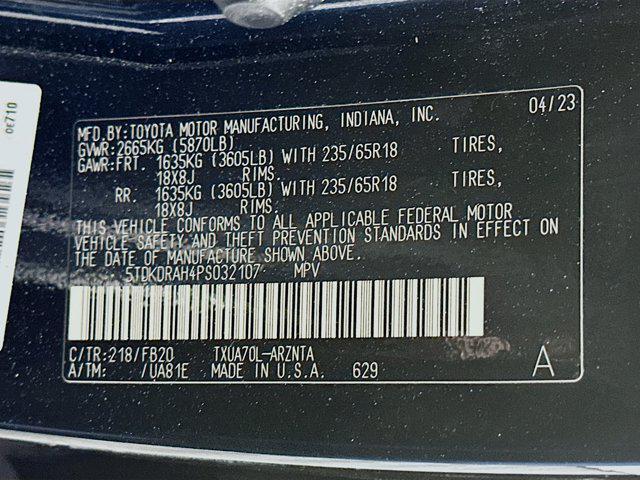 0E710
04/23
MFD.BY:TOYOTA MOTOR MANUFACTURING, INDIANA, INC.
GVWR:2665KG (5870LB)
GAWR:FRT. 1635KG (3605LB) WITH 235/65R18 TIRES,
18X8J RIMS.
RR. 1635KG (3605LB) WITH 235/65R18 TIRES,
18X8J RIMS.
THIS VEHICLE CONFORMS TO ALL APPLICABLE FEDERAL MOTOR
VEHICLE SAFETY AND THEFT PREVENTION STANDARDS IN EFFECT ON
THE DATE OF MANUFACTURE SHOWN ABOVE.
5TDKDRAH4PS032107 MPV
C/TR:218/FB20 TXUA70L-ARZNTA
A/TM: /UA81E MADE IN U.S.A. 629 A